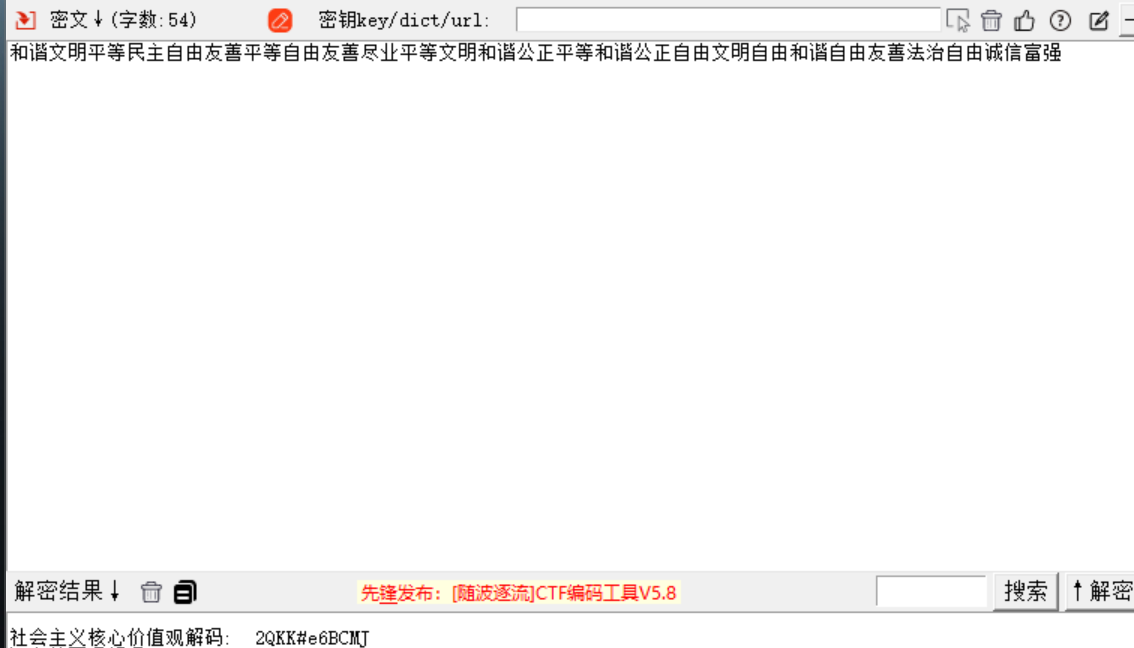 密文↓(字数:54) 密钥key/dict/url:
和谐文明平等民主自由友善平等自由友善尽业平等文明和谐公正平等和谐公正自由文明自由和谐自由友善法治自由诚信富强
解密结果↓ 先锋发布：[随波逐流]CTF编码工具V5.8 搜索 ↑解密
社会主义核心价值观解码: 2QKK#e6BCMJ